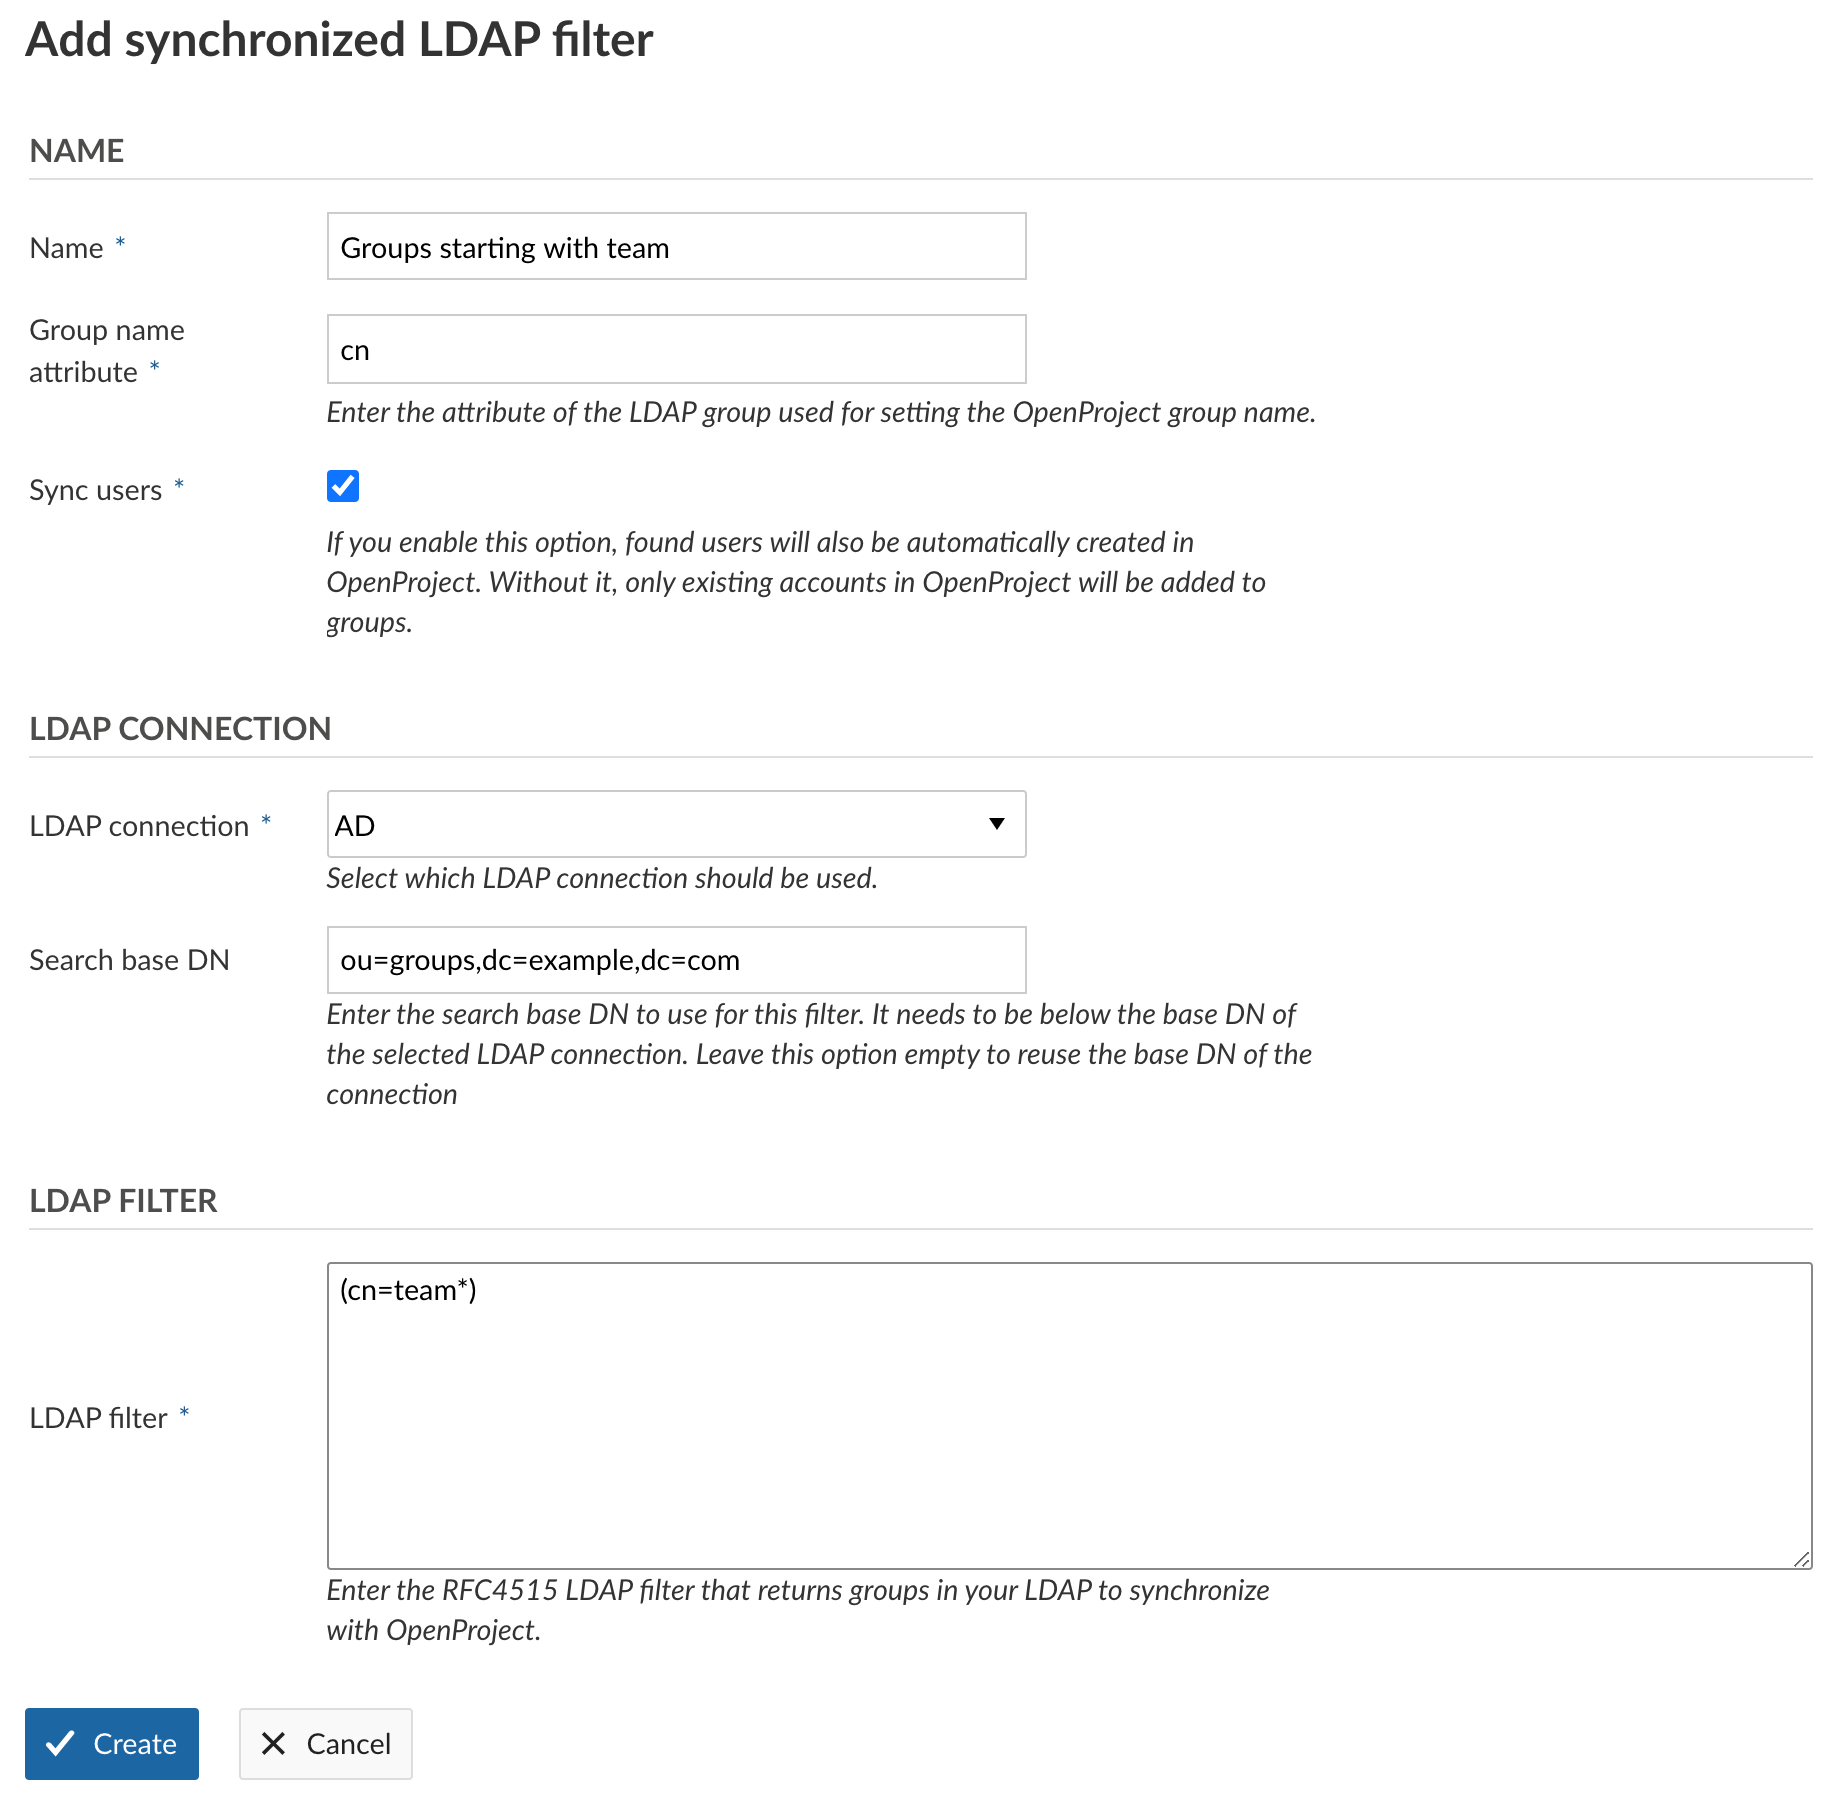 Add synchronized LDAP filter
NAME
Name *
Groups starting with team
Group name
attribute *
cn
Enter the attribute of the LDAP group used for setting the OpenProject group name.
Sync users *
If you enable this option, found users will also be automatically created in
OpenProject. Without it, only existing accounts in OpenProject will be added to
groups.
LDAP CONNECTION
LDAP connection *
AD
Select which LDAP connection should be used.
Search base DN
ou=groups,dc=example,dc=com
Enter the search base DN to use for this filter. It needs to be below the base DN of
the selected LDAP connection. Leave this option empty to reuse the base DN of the
connection
LDAP FILTER
LDAP filter *
(cn=team*)
Enter the RFC4515 LDAP filter that returns groups in your LDAP to synchronize
with OpenProject.
Create
Cancel